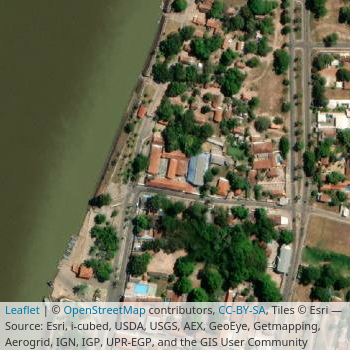 Leaflet | © OpenStreetMap contributors, CC-BY-SA, Tiles © Esri —
Source: Esri, i-cubed, USDA, USGS, AEX, GeoEye, Getmapping,
Aerogrid, IGN, IGP, UPR-EGP, and the GIS User Community